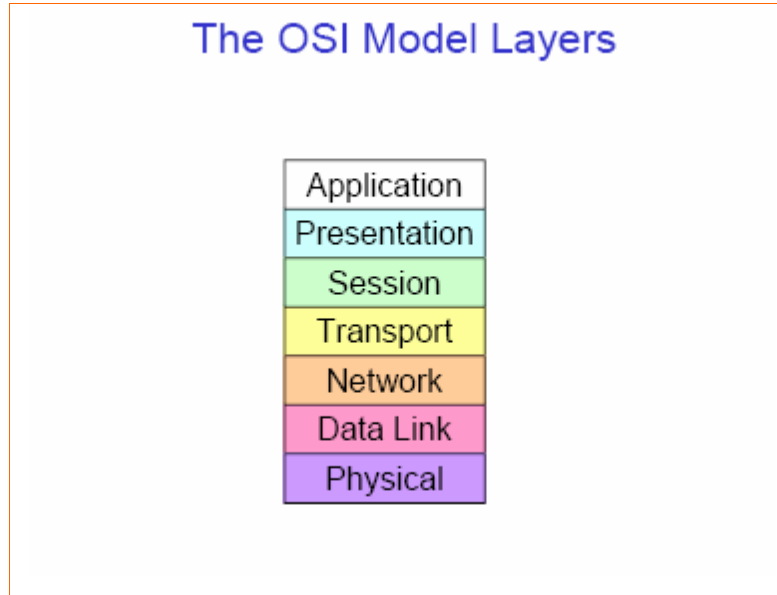 The OSI Model Layers
Application
Presentation
Session
Transport
Network
Data Link
Physical